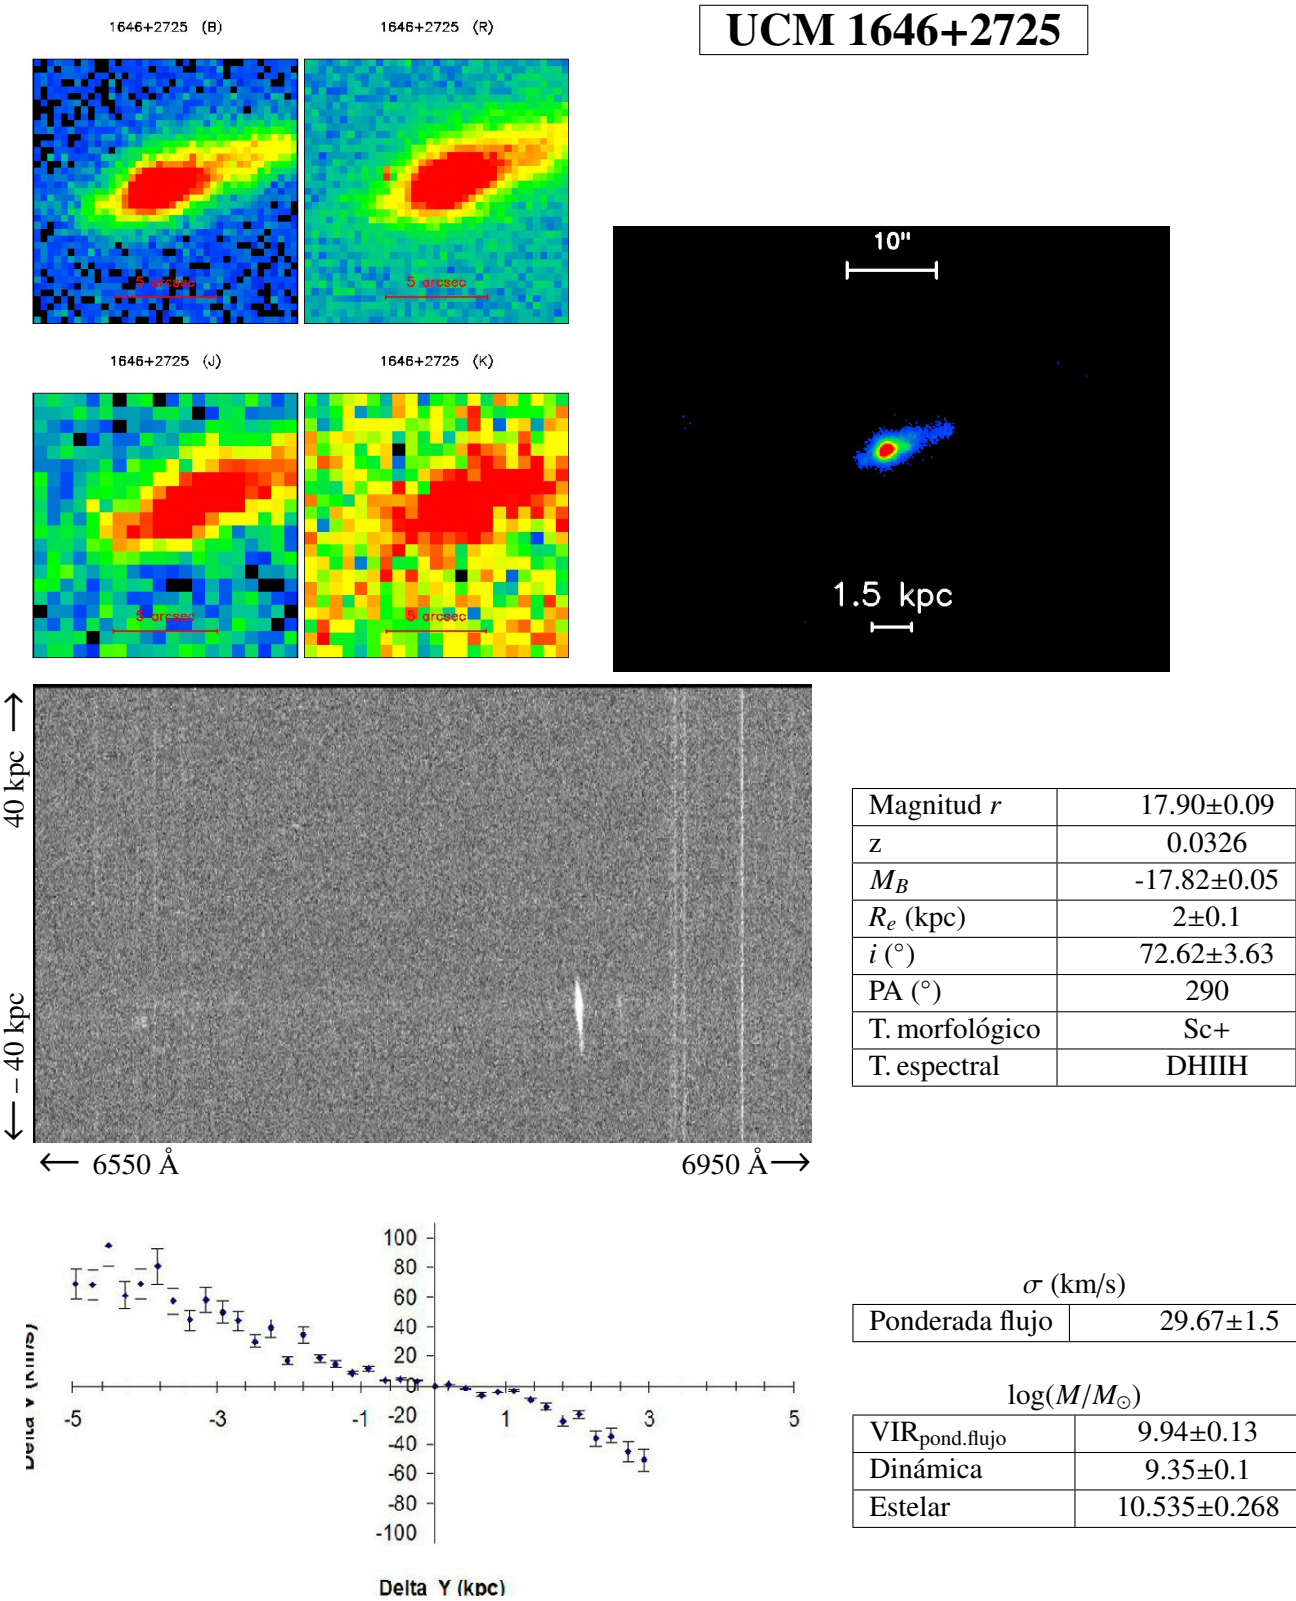 UCM 1646+2725
1646+2725 (B)
1646+2725 (R)
5 arcsec
5 arcsec
1646+2725 (J)
1646+2725 (K)
5 arcsec
5 arcsec
10"
1.5 kpc
← −40 kpc 40 kpc →
← 6550 Å 6950 Å →
Magnitud r 17.90±0.09
z 0.0326
M_B -17.82±0.05
R_e (kpc) 2±0.1
i (°) 72.62±3.63
PA (°) 290
T. morfológico Sc+
T. espectral DHIIH
100
80
60
40
20
0
-20
-40
-60
-80
-100
-5 -3 -1 1 3 5
Delta V (km/s)
Delta Y (kpc)
σ (km/s)
Ponderada flujo 29.67±1.5
log(M/M⊙)
VIR pond.flujo 9.94±0.13
Dinámica 9.35±0.1
Estelar 10.535±0.268